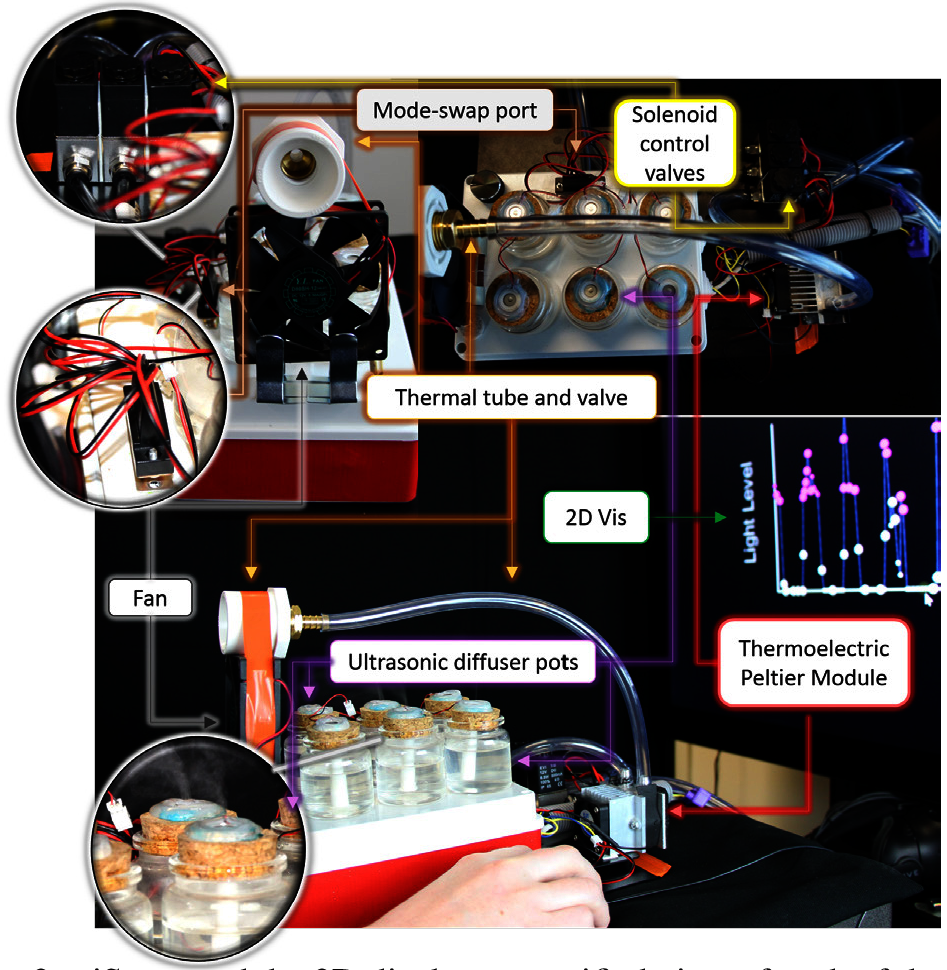 Mode-swap port
Solenoid
control
valves
Thermal tube and valve
2D Vis
Light Level
Fan
Ultrasonic diffuser pots
Thermoelectric
Peltier Module